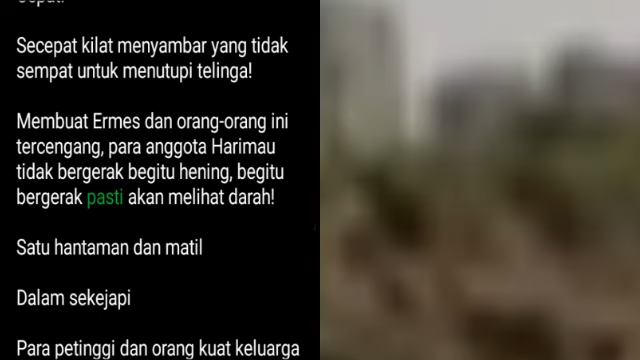 Secepat kilat menyambar yang tidak
sempat untuk menutupi telinga!
Membuat Ermes dan orang-orang ini
tercengang, para anggota Harimau
tidak bergerak begitu hening, begitu
bergerak pasti akan melihat darah!
Satu hantaman dan matil
Dalam sekejapi
Para petinggi dan orang kuat keluarga